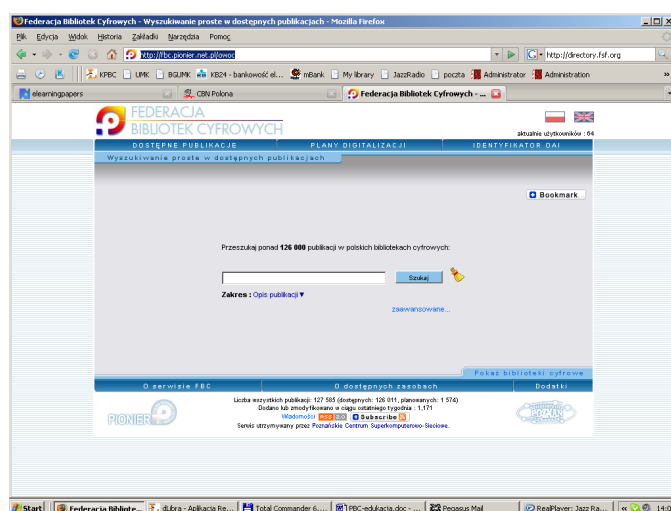 Federacja Bibliotek Cyfrowych - Wyszukiwanie proste w dostępnych publikacjach - Mozilla Firefox
Plik Edycja Widok Historia Zakładki Narzędzia Pomoc
http://fbc.pionier.net.pl/owoc
http://directory.fsf.org
KPBC UMK BGUMK KB24 - bankowość el... mBank My library JazzRadio poczta Administrator Administration
elearningpapers CBN Polona Federacja Bibliotek Cyfrowych - ...
FEDERACJA
BIBLIOTEK CYFROWYCH
aktualnie użytkowników : 64
DOSTĘPNE PUBLIKACJE PLANY DIGITALIZACJI IDENTYFIKATOR OAI
Wyszukiwanie proste w dostępnych publikacjach
Bookmark
Przeszukaj ponad 126 000 publikacji w polskich bibliotekach cyfrowych:
Szukaj
Zakres : Opis publikacji ▼
zaawansowane...
Pokaż biblioteki cyfrowe
O serwisie FBC O dostępnych zasobach Dodatki
Liczba wszystkich publikacji: 127 585 (dostępnych: 126 011, planowanych: 1 574)
Dodano lub zmodyfikowano w ciągu ostatniego tygodnia : 1,171
Wiadomości RSS 2.0 Subscribe
Serwis utrzymywany przez Poznańskie Centrum Superkomputerowo-Sieciowe.
PIONIER
POZNAŃ
Start Federacja Bibliote... dLibra - Aplikacja Re... Total Commander 6.... PBC-edukacja.doc - ... Pegasus Mail RealPlayer: Jazz Ra...